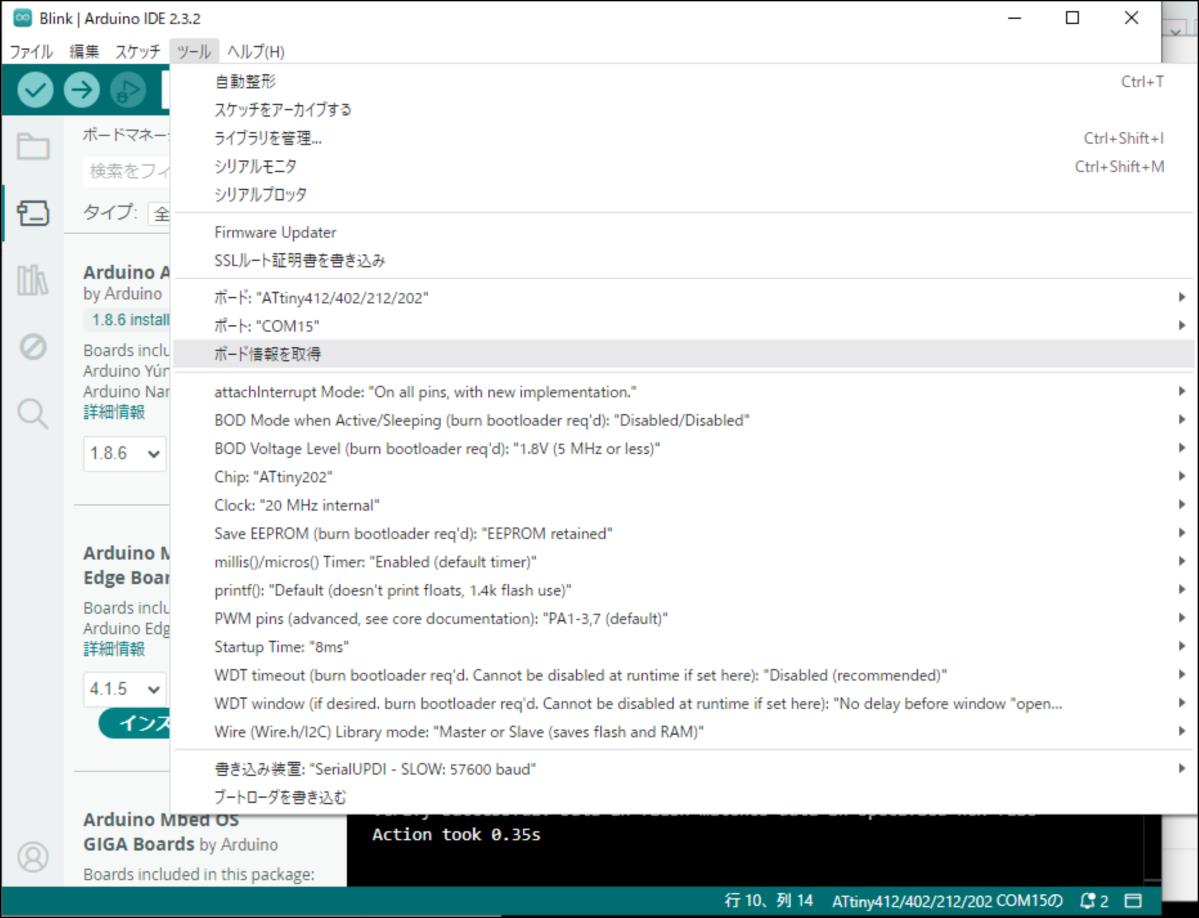 Blink | Arduino IDE 2.3.2
ファイル 編集 スケッチ ツール ヘルプ(H)
自動整形 Ctrl+T
スケッチをアーカイブする
ライブラリを管理... Ctrl+Shift+I
シリアルモニタ Ctrl+Shift+M
シリアルプロッタ
Firmware Updater
SSLルート証明書を書き込み
ボード: "ATtiny412/402/212/202"
ポート: "COM15"
ボード情報を取得
attachInterrupt Mode: "On all pins, with new implementation."
BOD Mode when Active/Sleeping (burn bootloader req'd): "Disabled/Disabled"
BOD Voltage Level (burn bootloader req'd): "1.8V (5 MHz or less)"
Chip: "ATtiny202"
Clock: "20 MHz internal"
Save EEPROM (burn bootloader req'd): "EEPROM retained"
millis()/micros() Timer: "Enabled (default timer)"
printf(): "Default (doesn't print floats, 1.4k flash use)"
PWM pins (advanced, see core documentation): "PA1-3,7 (default)"
Startup Time: "8ms"
WDT timeout (burn bootloader req'd. Cannot be disabled at runtime if set here): "Disabled (recommended)"
WDT window (if desired. burn bootloader req'd. Cannot be disabled at runtime if set here): "No delay before window "open...
Wire (Wire.h/I2C) Library mode: "Master or Slave (saves flash and RAM)"
書き込み装置: "SerialUPDI - SLOW: 57600 baud"
ブートローダを書き込む
ボードマネー
検索をフィ
タイプ: 全
Arduino A
by Arduino
1.8.6 install
Boards inclu
Arduino Yún
Arduino Nan
詳細情報
1.8.6
Arduino M
Edge Boar
Boards inclu
Arduino Edg
詳細情報
4.1.5
インス
Arduino Mbed OS
GIGA Boards by Arduino
Boards included in this package:
Action took 0.35s
行 10、列 14 ATtiny412/402/212/202 COM15の 2